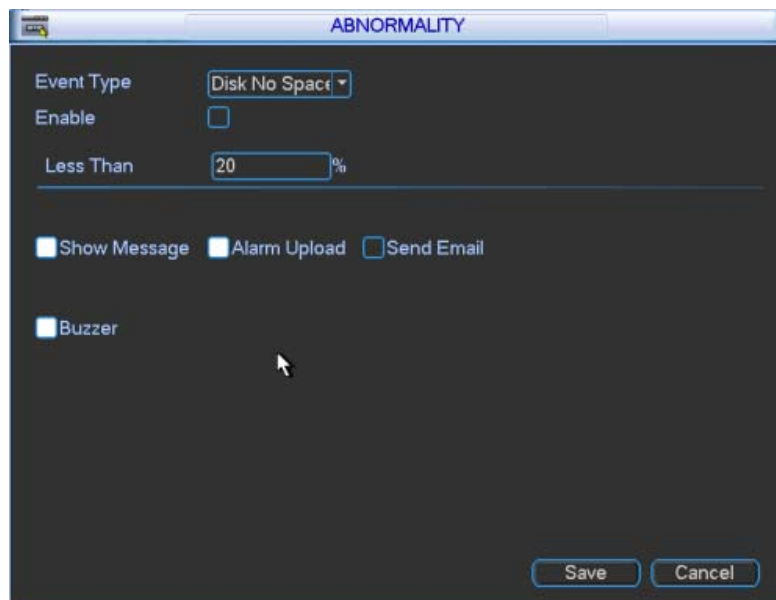 ABNORMALITY
Event Type Disk No Space
Enable
Less Than 20 %
Show Message Alarm Upload Send Email
Buzzer
Save Cancel